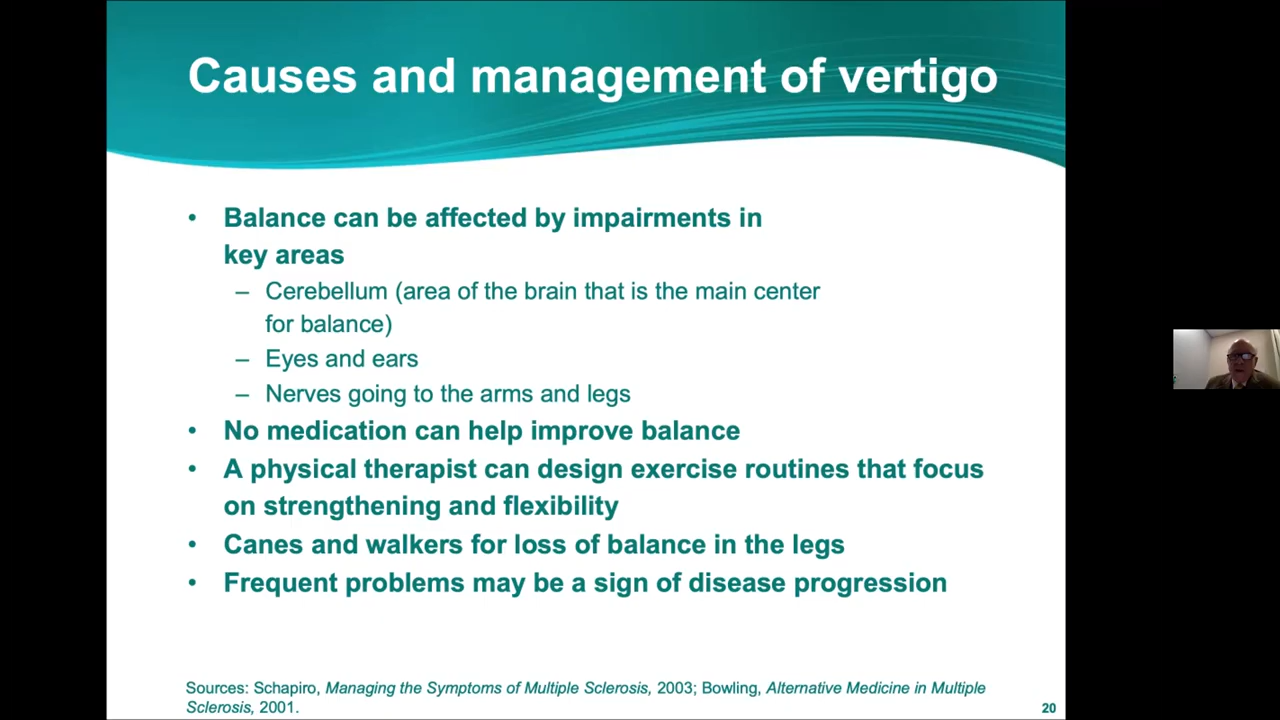 Causes and management of vertigo
• Balance can be affected by impairments in
key areas
– Cerebellum (area of the brain that is the main center
for balance)
– Eyes and ears
– Nerves going to the arms and legs
• No medication can help improve balance
• A physical therapist can design exercise routines that focus
on strengthening and flexibility
• Canes and walkers for loss of balance in the legs
• Frequent problems may be a sign of disease progression
Sources: Schapiro, Managing the Symptoms of Multiple Sclerosis, 2003; Bowling, Alternative Medicine in Multiple
Sclerosis, 2001.
20